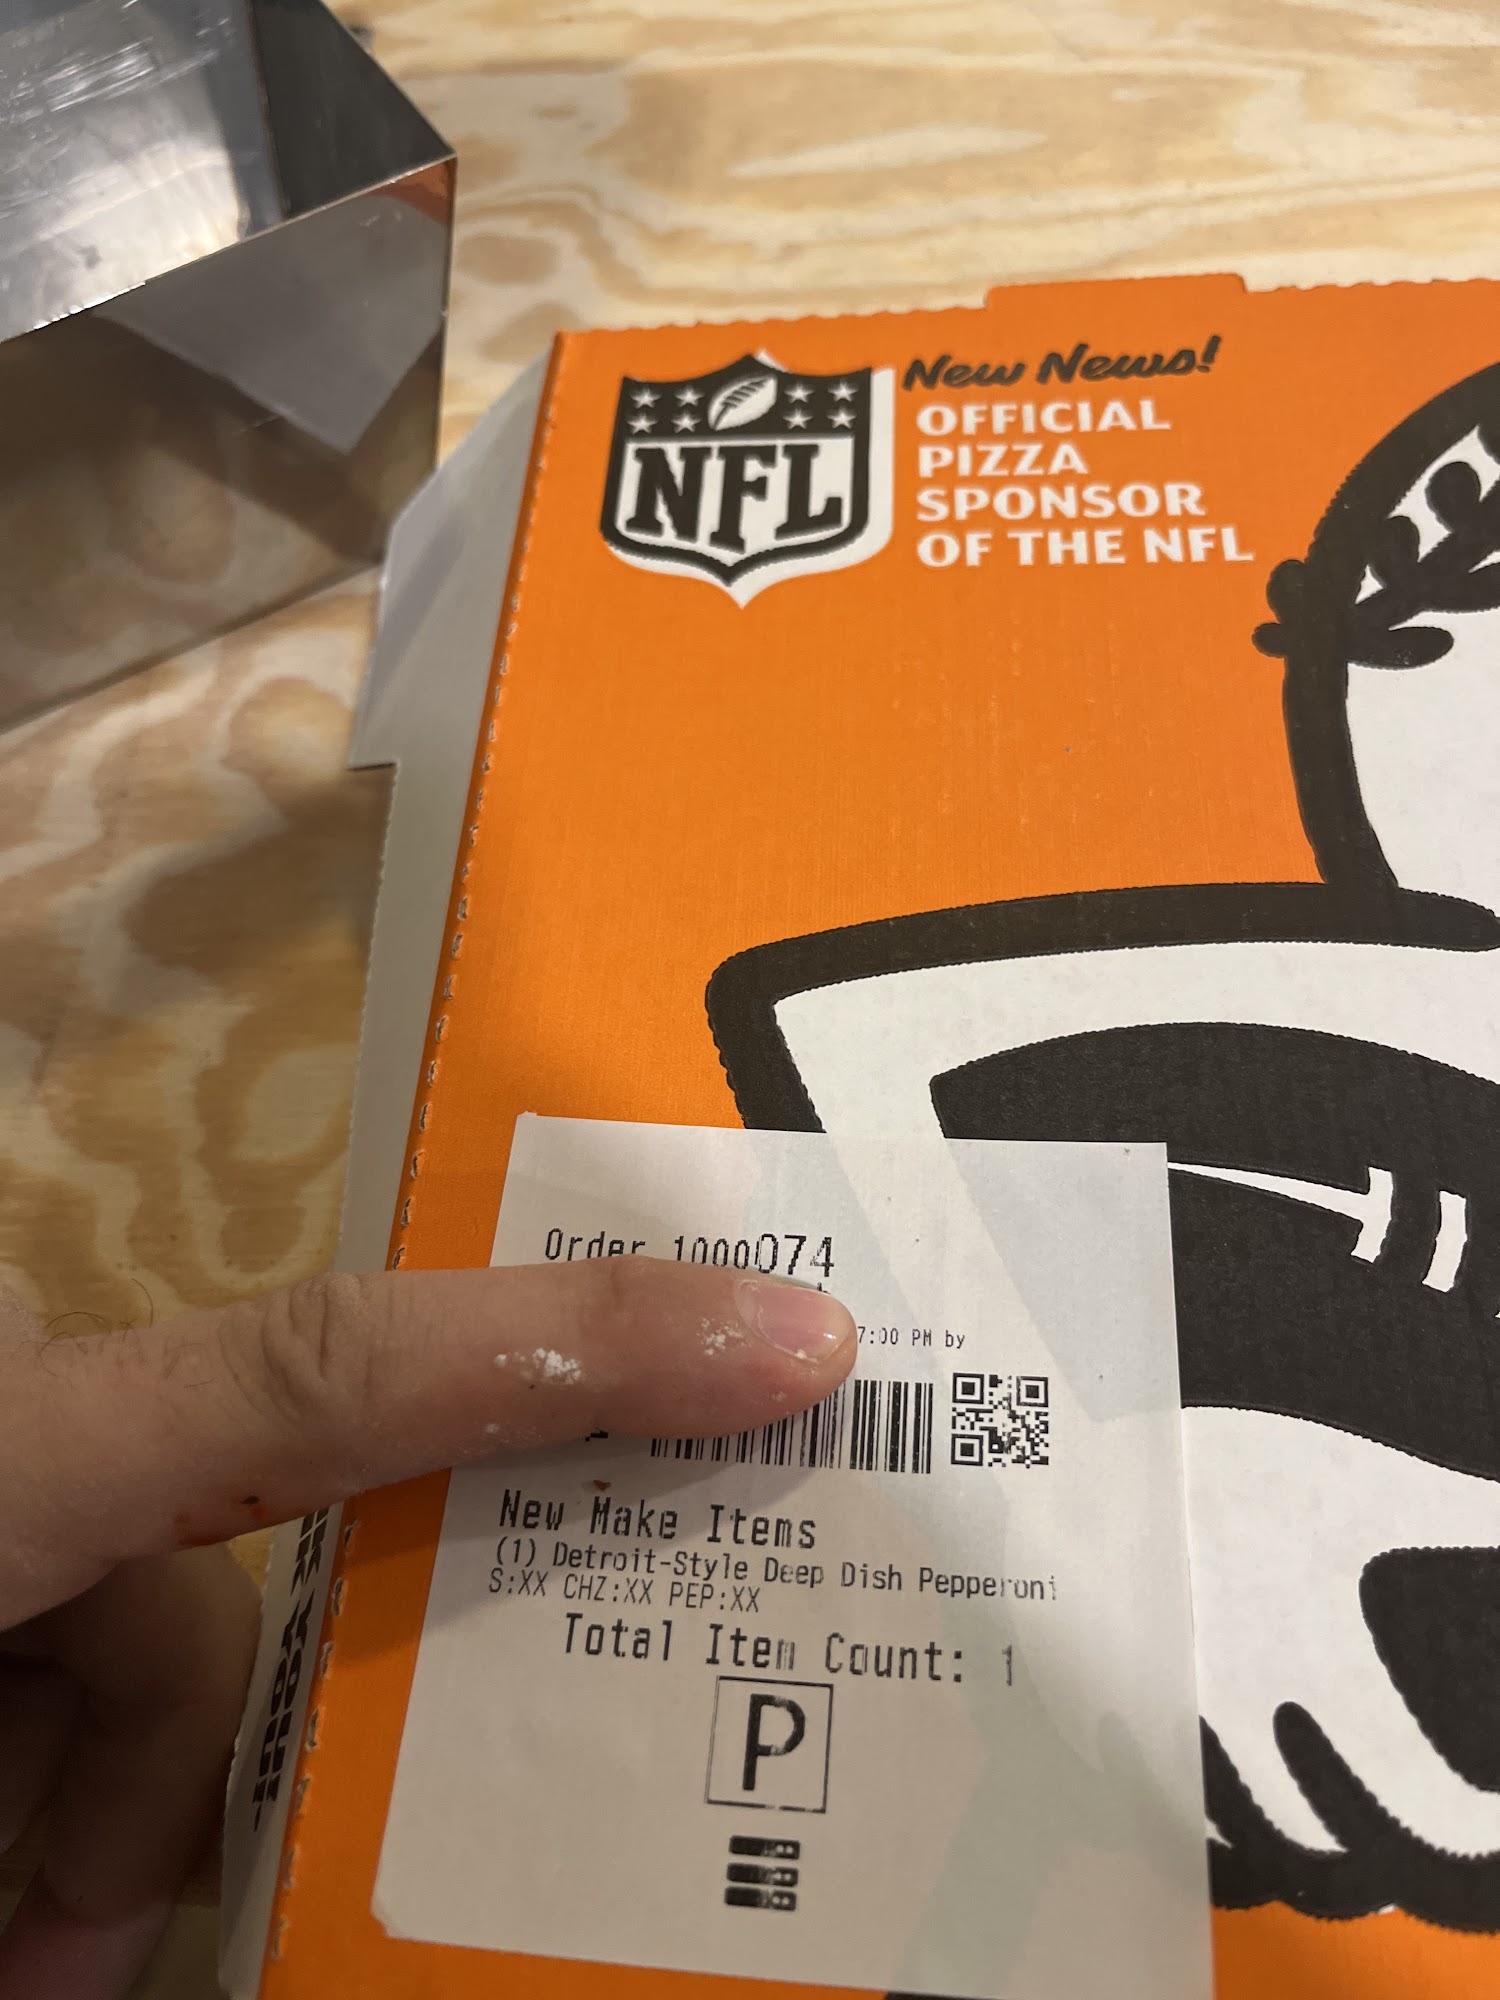 NFL
New News!
OFFICIAL
PIZZA
SPONSOR
OF THE NFL
Order 1000074
7:00 PM by
New Make Items
(1) Detroit-Style Deep Dish Pepperoni
S:XX CHZ:XX PEP:XX
Total Item Count: 1
P